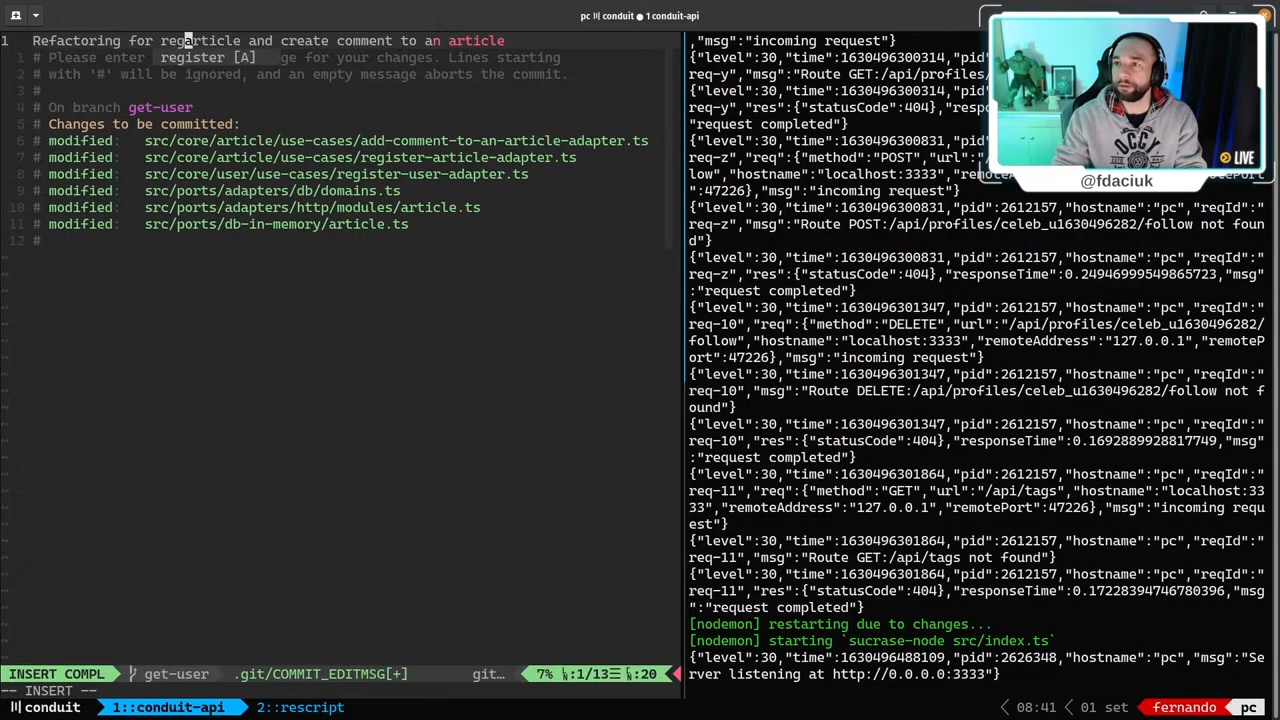 pc conduit ● 1 conduit-api
1 Refactoring for regarticle and create comment to an article
register [A]
ease enter
e for your chan
ines starting
2 # with '#' will be ignored, and an empty message aborts the commit.
3 #
4 # On branch get-user
5 # Changes to be committed:
6 # modified: src/core/article/use-cases/add-comment-to-an-article-adapter.ts
7 # modified: src/core/article/use-cases/register-article-adapter.ts
8 # modified: src/core/user/use-cases/register-user-adapter.ts
9 # modified: src/ports/adapters/db/domains.ts
10 # modified: src/ports/adapters/http/modules/article.ts
11 # modified: src/ports/db-in-memory/article.ts
12 #
INSERT COMPL get-user .git/COMMIT_EDITMSG[+] git… 7% :1/13 :20
-- INSERT --
,"msg":"incoming request"}
{"level":30,"time":1630496300314,"pid"
req-y","msg":"Route GET:/api/profiles/
{"level":30,"time":1630496300314,"pid"
req-y","res":{"statusCode":404},"respo
"request completed"}
{"level":30,"time":1630496300831,"pid"
req-z","req":{"method":"POST","url":"/
low","hostname":"localhost:3333","remo
":47226},"msg":"incoming request"}
{"level":30,"time":1630496300831,"pid":2612157,"hostname":"pc","reqId":"
req-z","msg":"Route POST:/api/profiles/celeb_u1630496282/follow not foun
d"}
{"level":30,"time":1630496300831,"pid":2612157,"hostname":"pc","reqId":"
req-z","res":{"statusCode":404},"responseTime":0.24946999549865723,"msg"
:"request completed"}
{"level":30,"time":1630496301347,"pid":2612157,"hostname":"pc","reqId":"
req-10","req":{"method":"DELETE","url":"/api/profiles/celeb_u1630496282/
follow","hostname":"localhost:3333","remoteAddress":"127.0.0.1","remoteP
ort":47226},"msg":"incoming request"}
{"level":30,"time":1630496301347,"pid":2612157,"hostname":"pc","reqId":"
req-10","msg":"Route DELETE:/api/profiles/celeb_u1630496282/follow not f
ound"}
{"level":30,"time":1630496301347,"pid":2612157,"hostname":"pc","reqId":"
req-10","res":{"statusCode":404},"responseTime":0.1692889928817749,"msg"
:"request completed"}
{"level":30,"time":1630496301864,"pid":2612157,"hostname":"pc","reqId":"
req-11","req":{"method":"GET","url":"/api/tags","hostname":"localhost:33
33","remoteAddress":"127.0.0.1","remotePort":47226},"msg":"incoming requ
est"}
{"level":30,"time":1630496301864,"pid":2612157,"hostname":"pc","reqId":"
req-11","msg":"Route GET:/api/tags not found"}
{"level":30,"time":1630496301864,"pid":2612157,"hostname":"pc","reqId":"
req-11","res":{"statusCode":404},"responseTime":0.17228394746780396,"msg
":"request completed"}
[nodemon] restarting due to changes...
[nodemon] starting `sucrase-node src/index.ts`
{"level":30,"time":1630496488109,"pid":2626348,"hostname":"pc","msg":"Se
rver listening at http://0.0.0.0:3333"}
OCCY
LIVE
@fdaciuk
conduit 1::conduit-api 2::rescript 08:41 01 set fernando pc